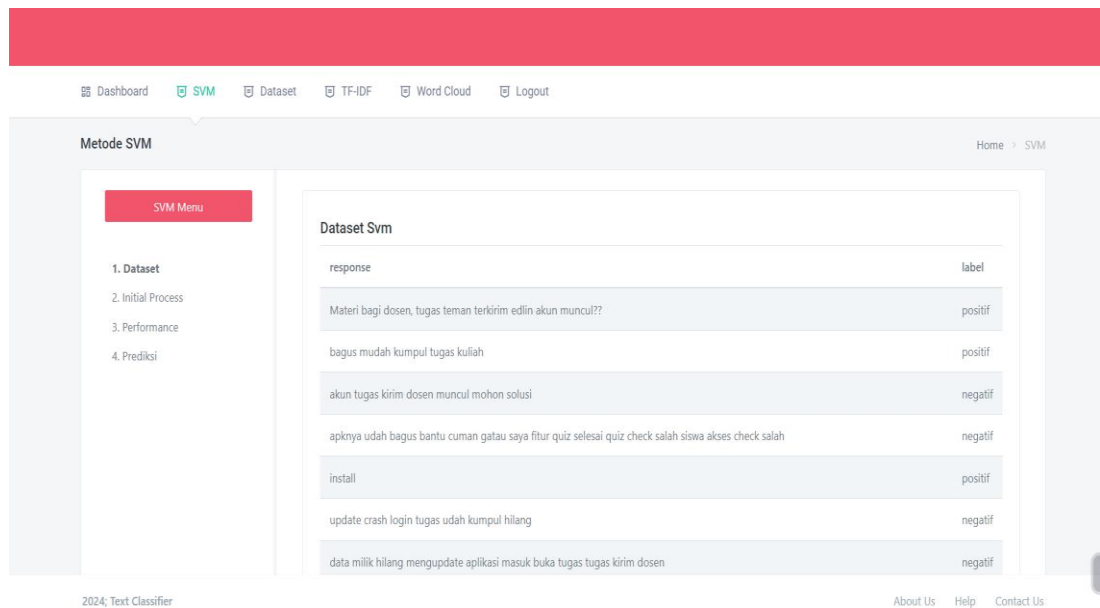 Dashboard SVM Dataset TF-IDF Word Cloud Logout
Metode SVM
Home > SVM
SVM Menu
1. Dataset
2. Initial Process
3. Performance
4. Prediksi
Dataset Svm
response label
Materi bagi dosen, tugas teman terkirim edlin akun muncul?? positif
bagus mudah kumpul tugas kuliah positif
akun tugas kirim dosen muncul mohon solusi negatif
apknya udah bagus bantu cuman gatau saya fitur quiz selesai quiz check salah siswa akses check salah negatif
install positif
update crash login tugas udah kumpul hilang negatif
data milik hilang mengupdate aplikasi masuk buka tugas tugas kirim dosen negatif
2024; Text Classifier
About Us Help Contact Us